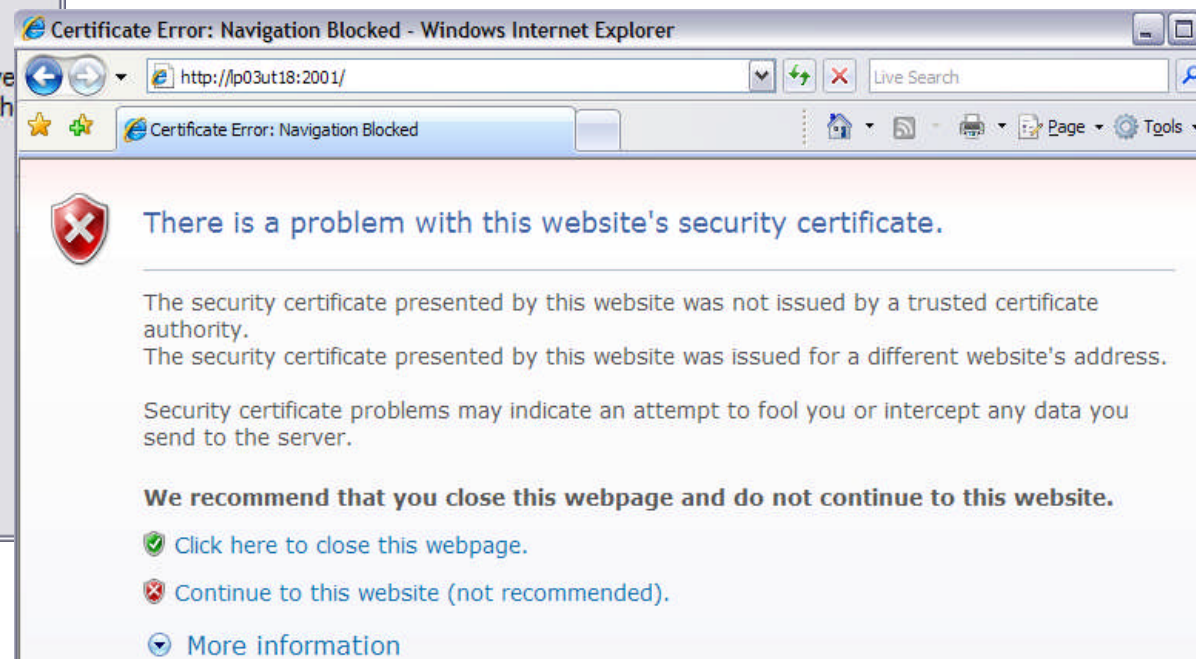 Certificate Error: Navigation Blocked - Windows Internet Explorer
http://lp03ut18:2001/
Live Search
Certificate Error: Navigation Blocked
Page
Tools
There is a problem with this website's security certificate.
The security certificate presented by this website was not issued by a trusted certificate
authority.
The security certificate presented by this website was issued for a different website's address.
Security certificate problems may indicate an attempt to fool you or intercept any data you
send to the server.
We recommend that you close this webpage and do not continue to this website.
Click here to close this webpage.
Continue to this website (not recommended).
More information